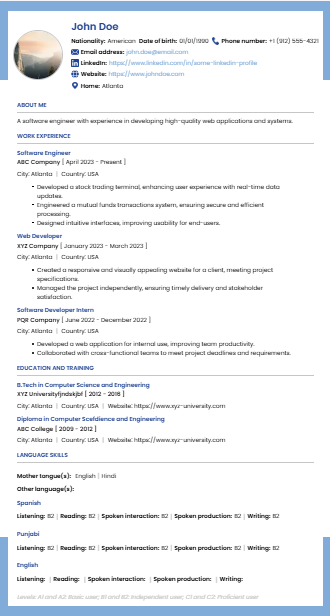 John Doe
Nationality: American Date of birth: 01/01/1990 Phone number: +1 (912) 555-4321
Email address: john.doe@email.com
LinkedIn: https://www.linkedin.com/in/some-linkedin-profile
Website: https://www.johndoe.com
Home: Atlanta
ABOUT ME
A software engineer with experience in developing high-quality web applications and systems.
WORK EXPERIENCE
Software Engineer
ABC Company [ April 2023 - Present ]
City: Atlanta | Country: USA
• Developed a stock trading terminal, enhancing user experience with real-time data
updates.
• Engineered a mutual funds transaction system, ensuring secure and efficient
processing.
• Designed intuitive interfaces, improving usability for end-users.
Web Developer
XYZ Company [ January 2023 - March 2023 ]
City: Atlanta | Country: USA
• Created a responsive and visually appealing website for a client, meeting project
specifications.
• Managed the project independently, ensuring timely delivery and stakeholder
satisfaction.
Software Developer Intern
PQR Company [ June 2022 - December 2022 ]
City: Atlanta | Country: USA
• Developed a web application for internal use, improving team productivity.
• Collaborated with cross-functional teams to meet project deadlines and requirements.
EDUCATION AND TRAINING
B.Tech in Computer Science and Engineering
XYZ Universityfjndskjbf [ 2012 - 2016 ]
City: Atlanta | Country: USA | Website: https://www.xyz-university.com
Diploma in Computer Scefdience and Engineering
ABC College [ 2009 - 2012 ]
City: Atlanta | Country: USA | Website: https://www.xyz-university.com
LANGUAGE SKILLS
Mother tongue(s): English | Hindi
Other language(s):
Spanish
Listening: B2 | Reading: B2 | Spoken interaction: B2 | Spoken production: B2 | Writing: B2
Punjabi
Listening: B2 | Reading: B2 | Spoken interaction: B2 | Spoken production: B2 | Writing: B2
English
Listening: | Reading: | Spoken interaction: | Spoken production: | Writing:
Levels: A1 and A2: Basic user; B1 and B2: Independent user; C1 and C2: Proficient user